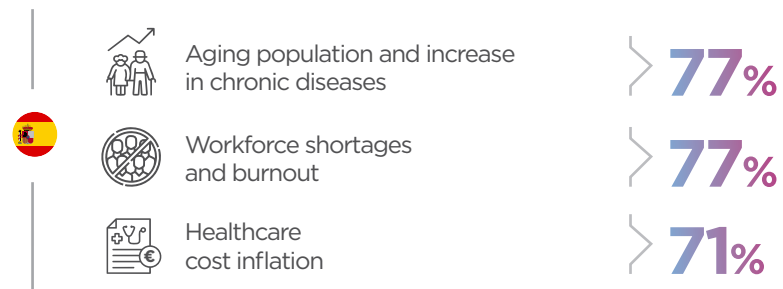 Aging population and increase
in chronic diseases
77%
Workforce shortages
and burnout
77%
Healthcare
cost inflation
71%